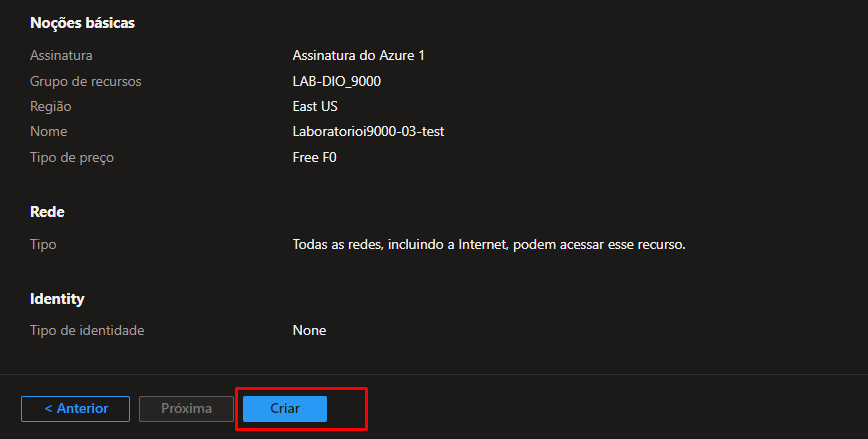 Noções básicas
Assinatura Assinatura do Azure 1
Grupo de recursos LAB-DIO_9000
Região East US
Nome Laboratorioi9000-03-test
Tipo de preço Free F0
Rede
Tipo Todas as redes, incluindo a Internet, podem acessar esse recurso.
Identity
Tipo de identidade None
< Anterior Próxima Criar